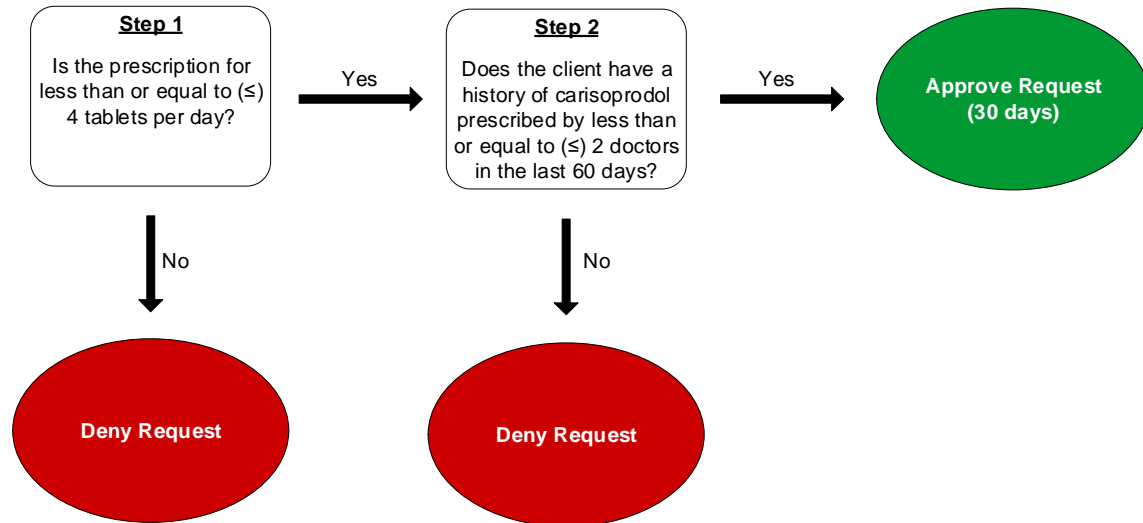 Step 1
Is the prescription for
less than or equal to (≤)
4 tablets per day?
Yes
Step 2
Does the client have a
history of carisoprodol
prescribed by less than
or equal to (≤) 2 doctors
in the last 60 days?
Yes
Approve Request
(30 days)
No
No
Deny Request
Deny Request